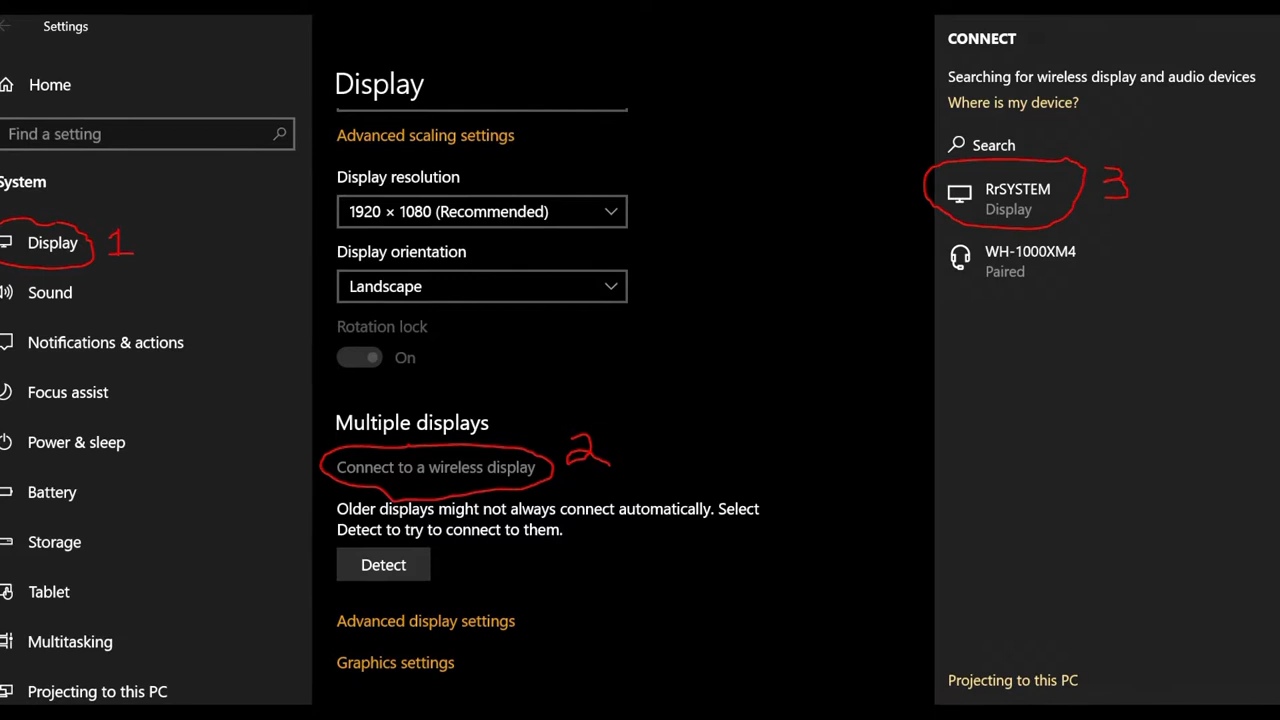 Settings
Home
Find a setting
System
Display 1
Sound
Notifications & actions
Focus assist
Power & sleep
Battery
Storage
Tablet
Multitasking
Projecting to this PC
Display
Advanced scaling settings
Display resolution
1920 × 1080 (Recommended)
Display orientation
Landscape
Rotation lock
On
Multiple displays
Connect to a wireless display 2
Older displays might not always connect automatically. Select
Detect to try to connect to them.
Detect
Advanced display settings
Graphics settings
CONNECT
Searching for wireless display and audio devices
Where is my device?
Search
RrSYSTEM 3
Display
WH-1000XM4
Paired
Projecting to this PC